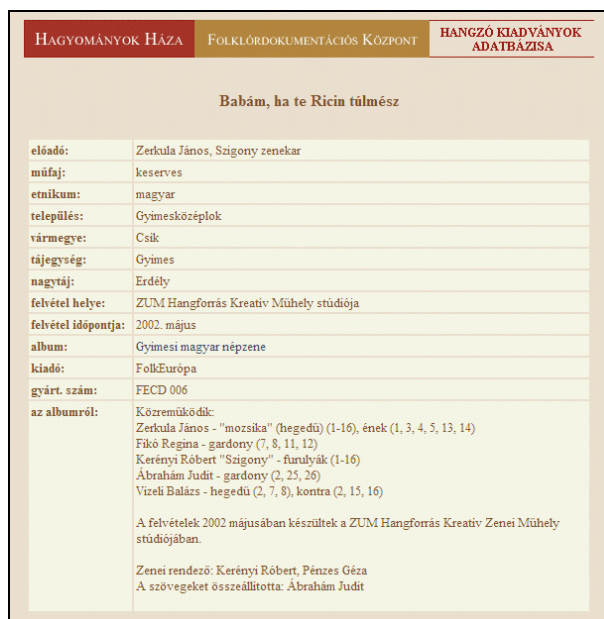 HAGYOMÁNYOK HÁZA FOLKLÓRDOKUMENTÁCIÓS KÖZPONT HANGZÓ KIADVÁNYOK ADATBÁZISA
Babám, ha te Ricin túlmész
előadó: Zerkula János, Szigony zenekar
műfaj: keserves
etnikum: magyar
település: Gyimesközéplok
vármegye: Csík
tájegység: Gyimes
nagytáj: Erdély
felvétel helye: ZUM Hangforrás Kreatív Műhely stúdiója
felvétel időpontja: 2002. május
album: Gyimesi magyar népzene
kiadó: FolkEurópa
gyárt. szám: FECD 006
az albumról: Közreműködik:
Zerkula János - "mozsika" (hegedű) (1-16), ének (1, 3, 4, 5, 13, 14)
Fikó Regina - gardony (7, 8, 11, 12)
Kerényi Róbert "Szigony" - furulyák (1-16)
Ábrahám Judit - gardony (2, 25, 26)
Vizeli Balázs - hegedű (2, 7, 8), kontra (2, 15, 16)
A felvételek 2002 májusában készültek a ZUM Hangforrás Kreatív Zenei Műhely
stúdiójában.
Zenei rendező: Kerényi Róbert, Pénzes Géza
A szövegeket összeállította: Ábrahám Judit